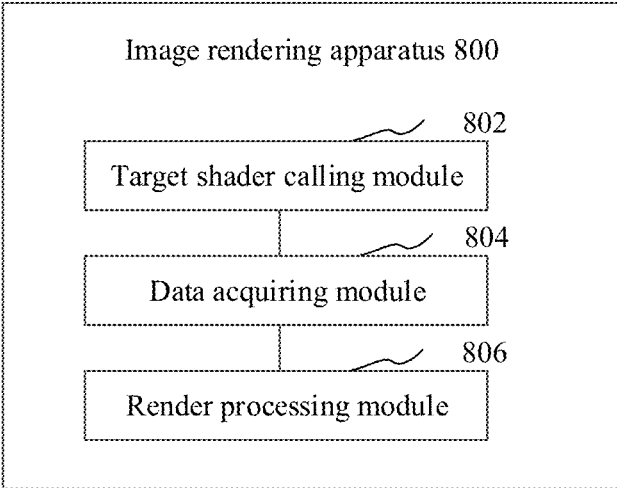 Image rendering apparatus 800
802
Target shader calling module
804
Data acquiring module
806
Render processing module